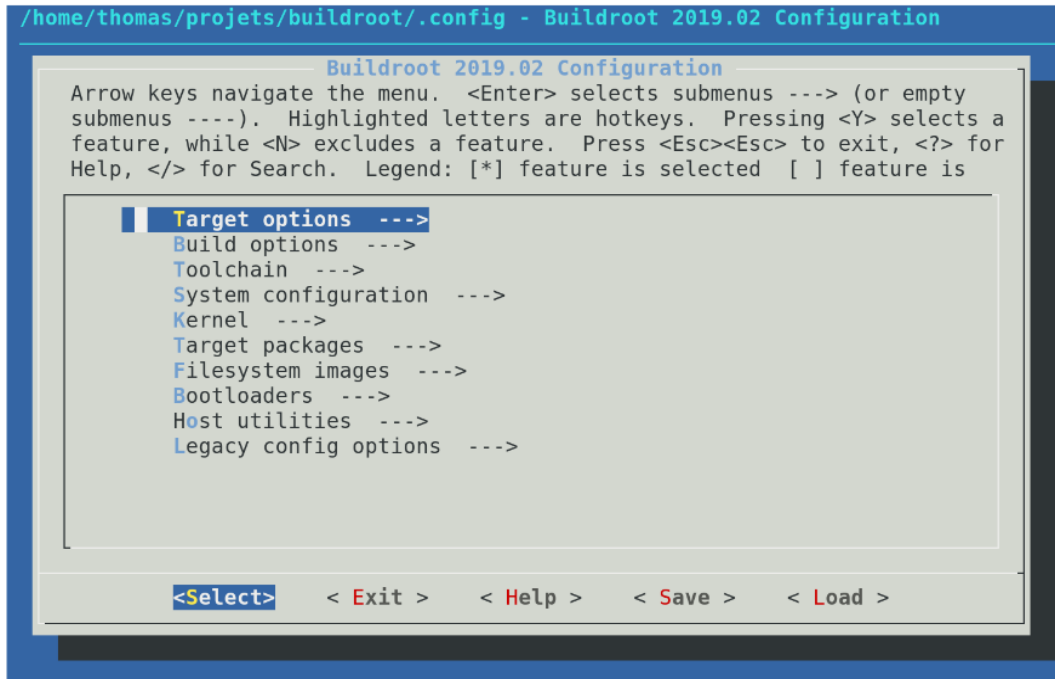 /home/thomas/projets/buildroot/.config - Buildroot 2019.02 Configuration
Buildroot 2019.02 Configuration
Arrow keys navigate the menu.  <Enter> selects submenus ---> (or empty
submenus ----).  Highlighted letters are hotkeys.  Pressing <Y> selects a
feature, while <N> excludes a feature.  Press <Esc><Esc> to exit, <?> for
Help, </> for Search.  Legend: [*] feature is selected  [ ] feature is
Target options  --->
Build options  --->
Toolchain  --->
System configuration  --->
Kernel  --->
Target packages  --->
Filesystem images  --->
Bootloaders  --->
Host utilities  --->
Legacy config options  --->
<Select>    < Exit >    < Help >    < Save >    < Load >